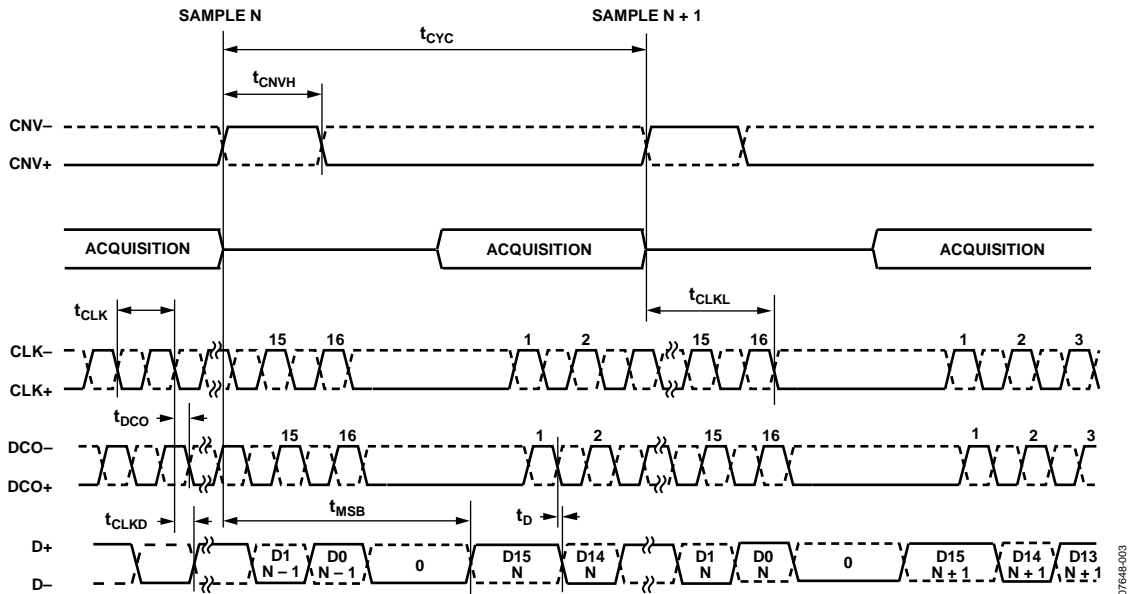 SAMPLE N SAMPLE N + 1
tCYC
tCNVH
CNV–
CNV+
ACQUISITION ACQUISITION ACQUISITION
tCLK tCLKL
15 16 1 2 15 16 1 2 3
CLK–
CLK+
tDCO
15 16 1 2 15 16 1 2 3
DCO–
DCO+
tCLKD tMSB tD
D+
D1 D0 D15 D14 D1 D0 D15 D14 D13
0 0
N – 1 N – 1 N N N N N + 1 N + 1 N + 1
D–
07648-003